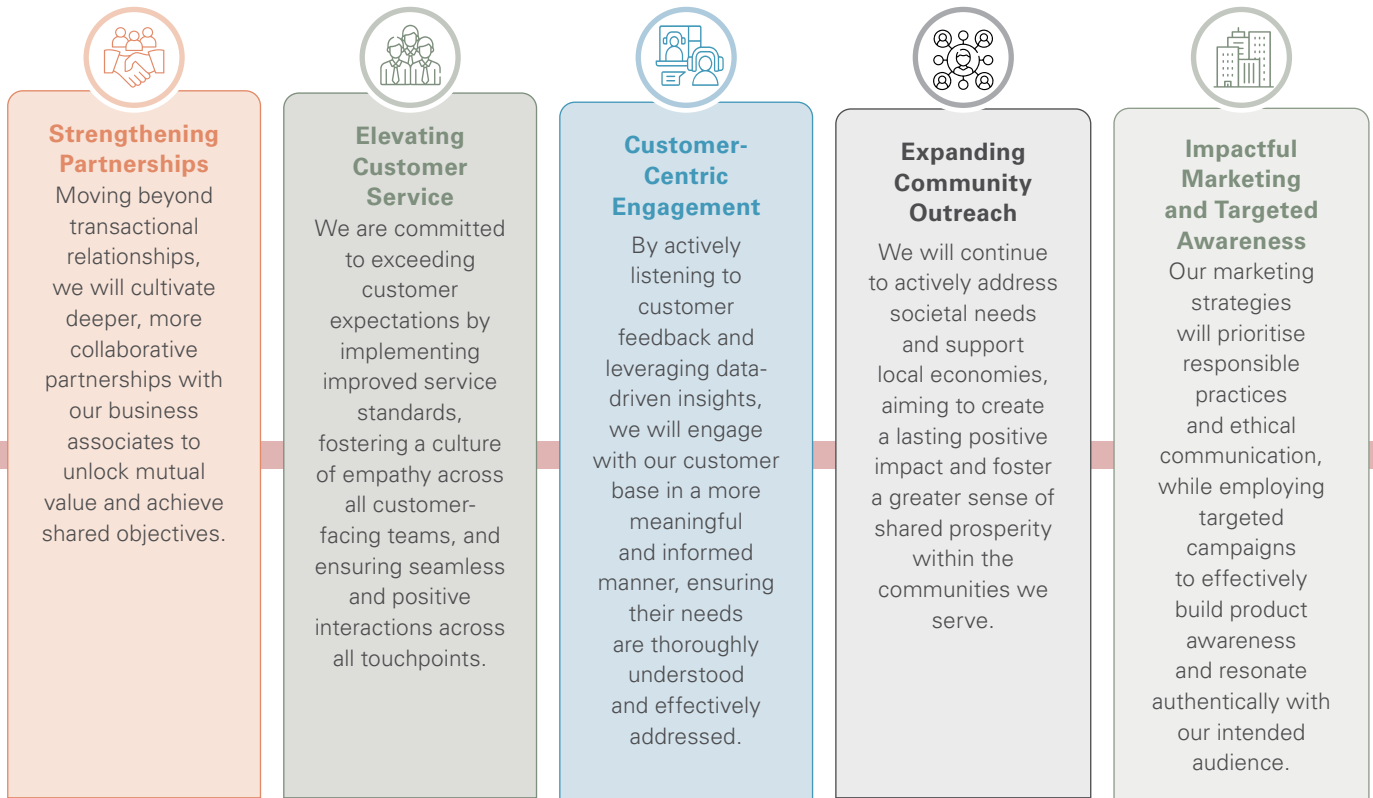 Strengthening
Partnerships
Moving beyond
transactional
relationships,
we will cultivate
deeper, more
collaborative
partnerships with
our business
associates to
unlock mutual
value and achieve
shared objectives.
Elevating
Customer
Service
We are committed
to exceeding
customer
expectations by
implementing
improved service
standards,
fostering a culture
of empathy across
all customer-
facing teams, and
ensuring seamless
and positive
interactions across
all touchpoints.
Customer-
Centric
Engagement
By actively
listening to
customer
feedback and
leveraging data-
driven insights,
we will engage
with our customer
base in a more
meaningful
and informed
manner, ensuring
their needs
are thoroughly
understood
and effectively
addressed.
Expanding
Community
Outreach
We will continue
to actively address
societal needs
and support
local economies,
aiming to create
a lasting positive
impact and foster
a greater sense of
shared prosperity
within the
communities we
serve.
Impactful
Marketing
and Targeted
Awareness
Our marketing
strategies
will prioritise
responsible
practices
and ethical
communication,
while employing
targeted
campaigns
to effectively
build product
awareness
and resonate
authentically with
our intended
audience.